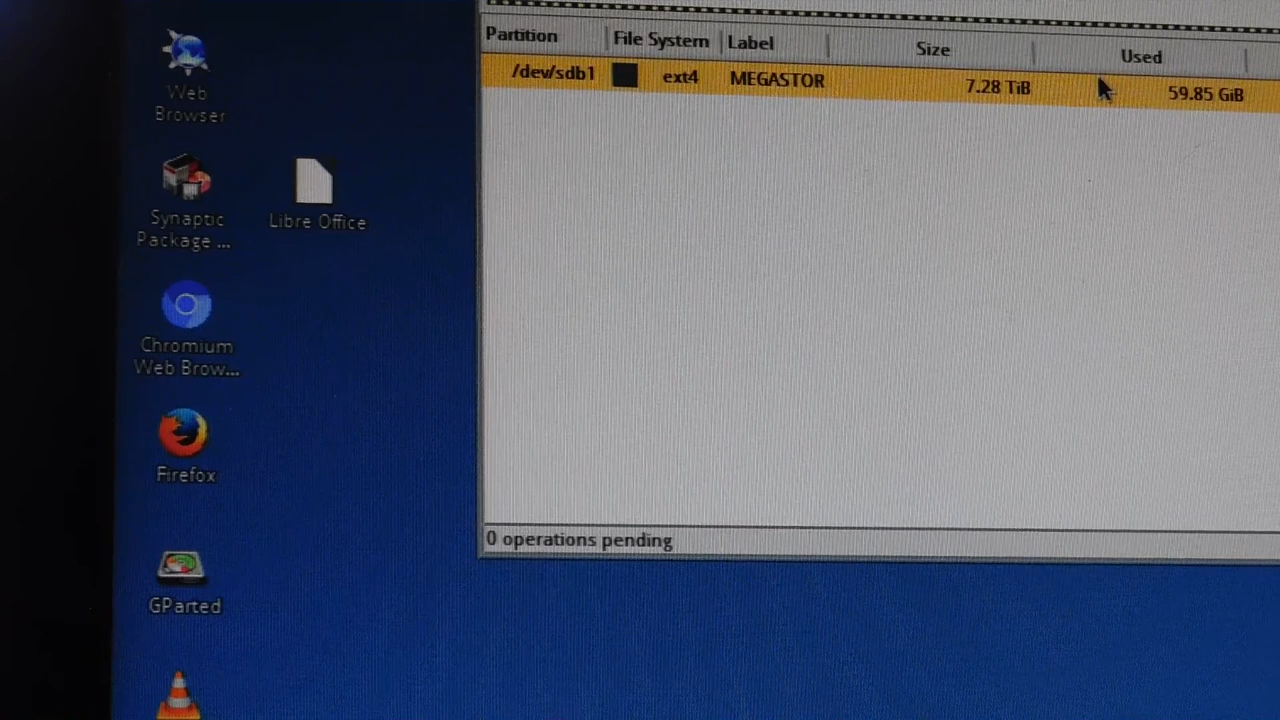 Partition File System Label Size Used
/dev/sdb1 ext4 MEGASTOR 7.28 TiB 59.85 GiB
0 operations pending
Web
Browser
Synaptic
Package ...
Libre Office
Chromium
Web Brow...
Firefox
GParted